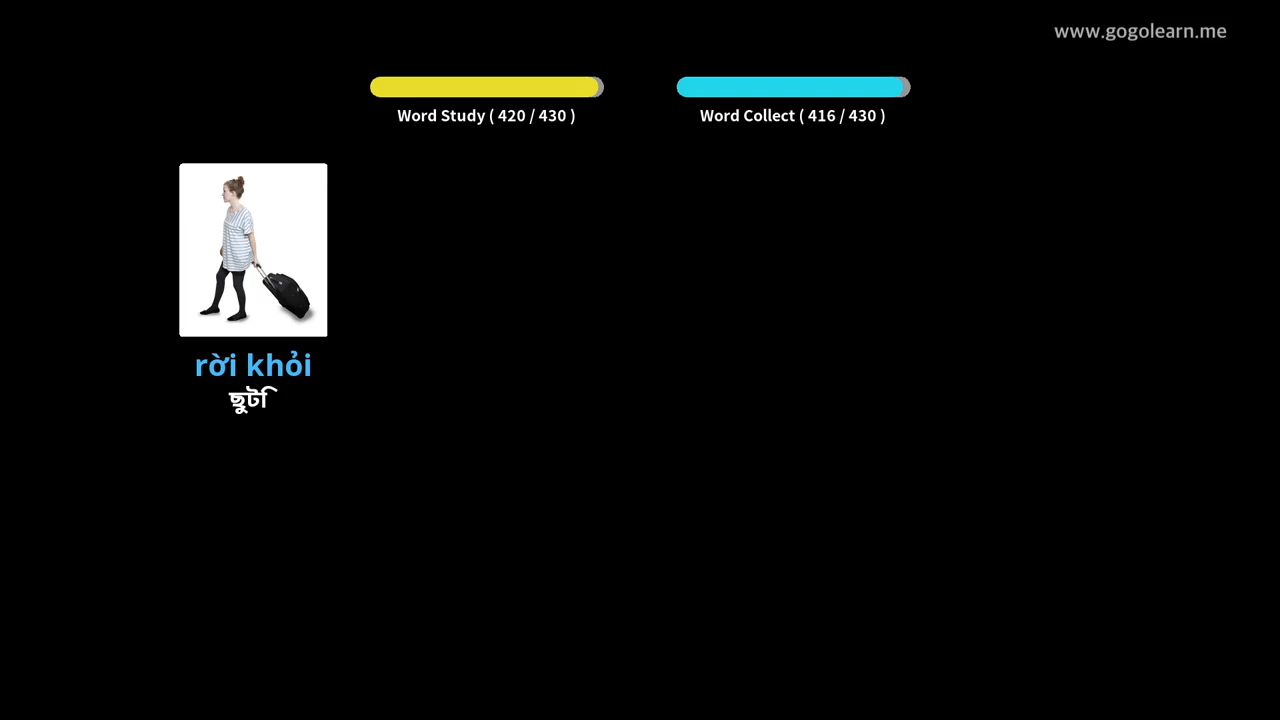 www.gogolearn.me
Word Study ( 420 / 430 )
Word Collect ( 416 / 430 )
rời khỏi
ছুটি